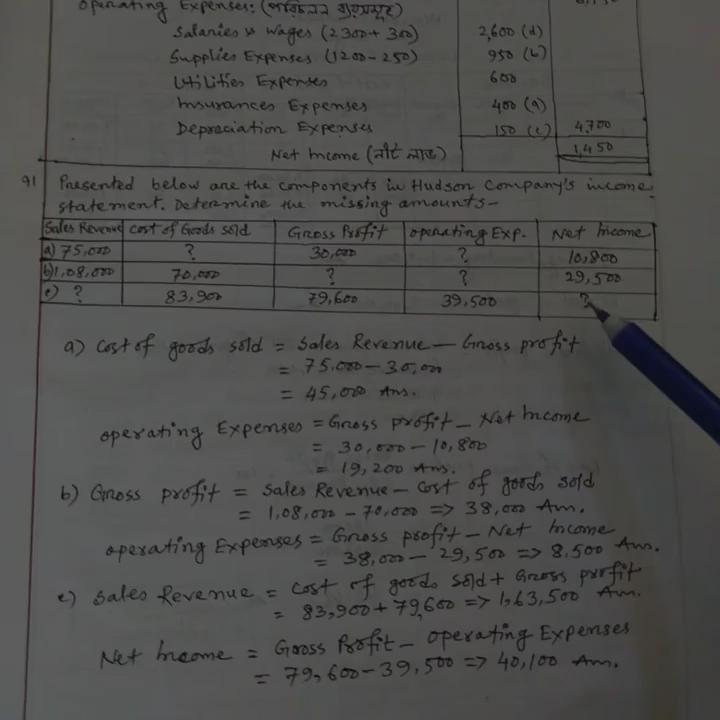 Operating Expenses: (পরিচালন খরচসমূহ)
Salaries & Wages (2300+300) 2,600 (d)
Supplies Expenses (1200-250) 950 (b)
Utilities Expenses 600
Insurances Expenses 400 (a)
Depreciation Expenses 150 (c) 4,700
Net Income (নীট লাভ) 1,450
91 Presented below are the components in Hudson Company's income
statement. Determine the missing amounts-
Sales Revenue Cost of Goods sold Gross Profit Operating Exp. Net Income
a) 75,000 ? 30,000 ? 10,800
b) 1,08,000 70,000 ? ? 29,500
c) ? 83,900 79,600 39,500 ?
a) Cost of goods sold = Sales Revenue - Gross profit
= 75,000-30,000
= 45,000 Am.
Operating Expenses = Gross profit - Net Income
= 30,000-10,800
= 19,200 Am.
b) Gross profit = Sales Revenue - Cost of goods sold
= 1,08,000-70,000 => 38,000 Am.
Operating Expenses = Gross profit - Net Income
= 38,000-29,500 => 8,500 Am.
c) Sales Revenue = Cost of goods sold + Gross profit
= 83,900+79,600 => 1,63,500 Am.
Net Income = Gross Profit - Operating Expenses
= 79,600-39,500 => 40,100 Am.